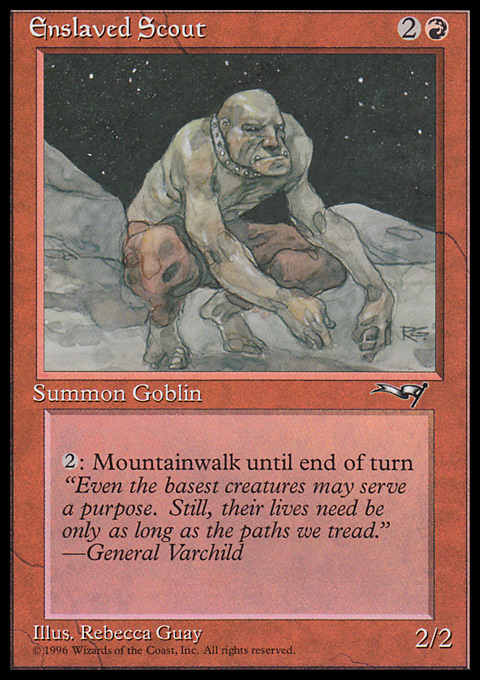 Enslaved Scout 2
RG.
Summon Goblin
2: Mountainwalk until end of turn
“Even the basest creatures may serve
a purpose. Still, their lives need be
only as long as the paths we tread.”
—General Varchild
Illus. Rebecca Guay
2/2
©1996 Wizards of the Coast, Inc. All rights reserved.